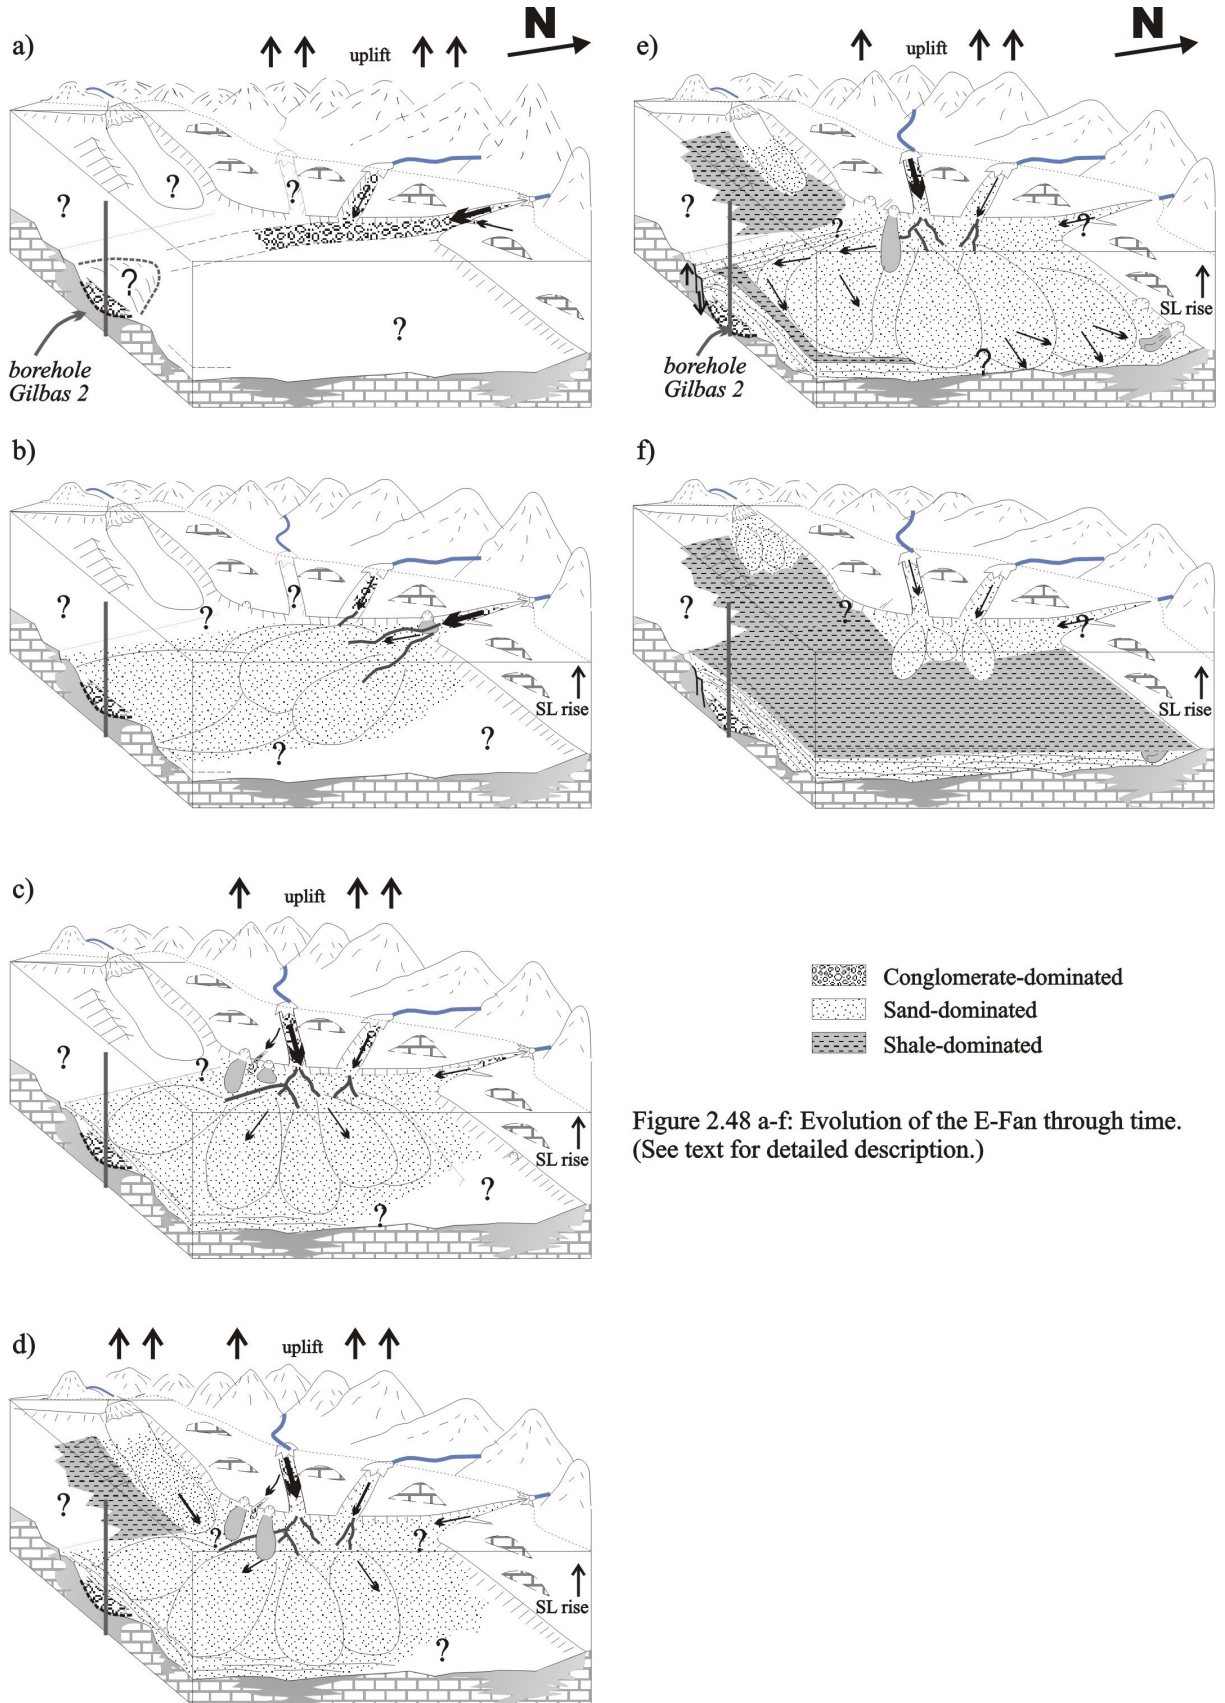 a)
uplift
N
?
?
?
?
?
?
borehole
Gilbas 2
b)
?
?
?
?
?
SL rise
c)
uplift
?
?
?
?
SL rise
d)
uplift
?
?
?
?
SL rise
e)
uplift
N
?
?
?
?
SL rise
borehole
Gilbas 2
f)
?
?
?
SL rise
Conglomerate-dominated
Sand-dominated
Shale-dominated
Figure 2.48 a-f: Evolution of the E-Fan through time.
(See text for detailed description.)